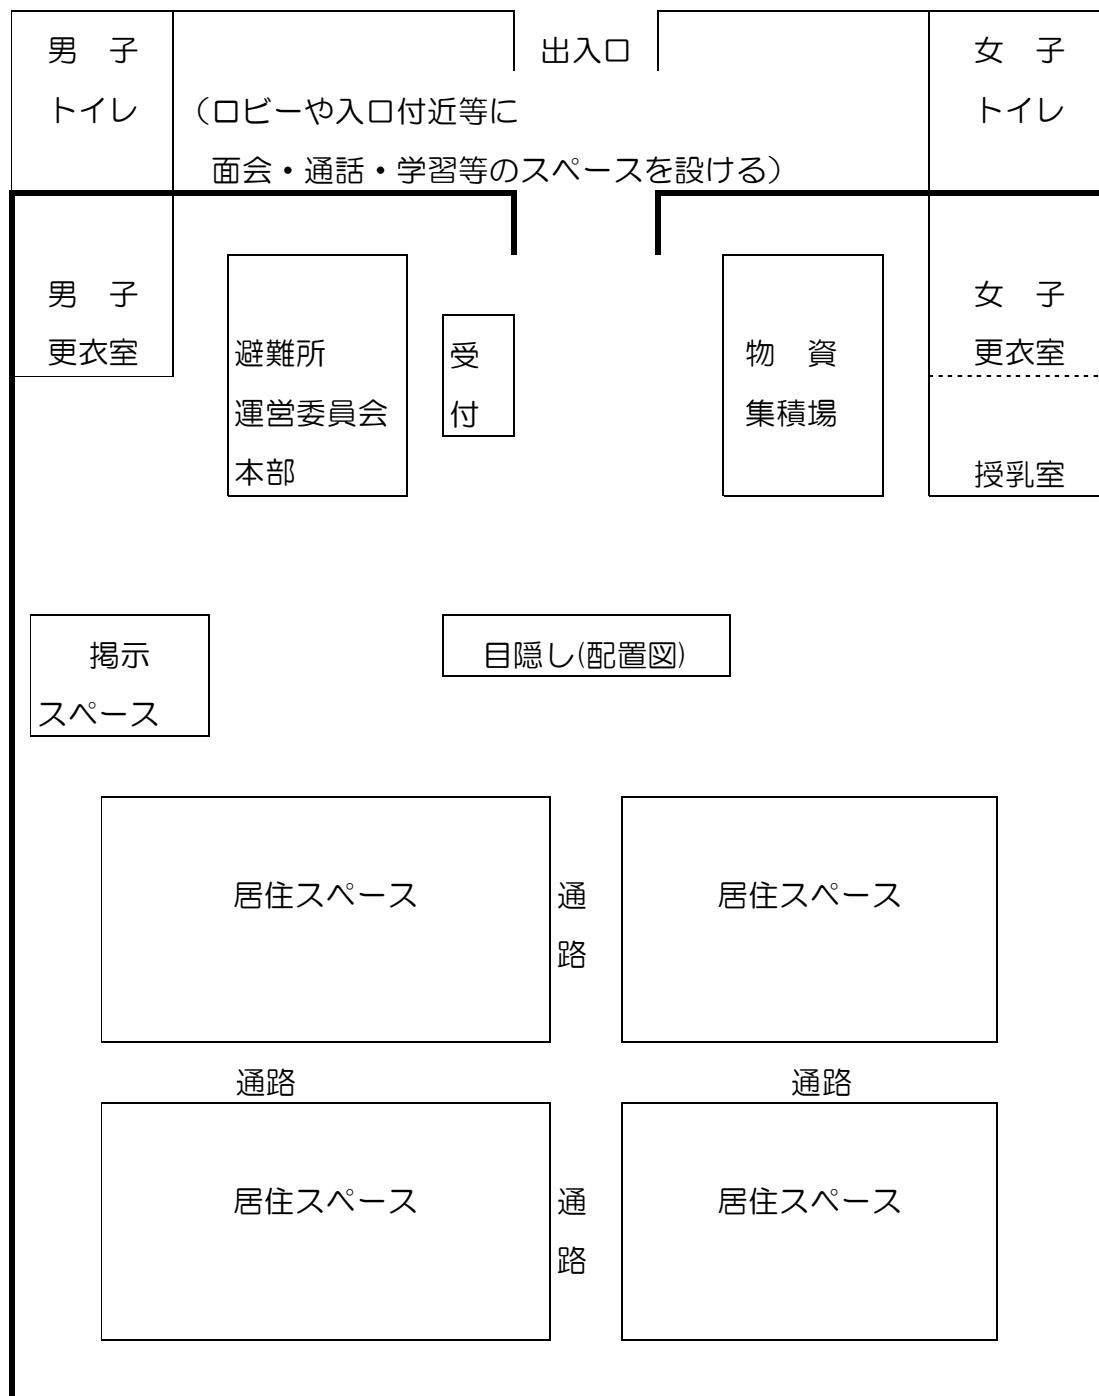 男　子
トイレ
出入口
女　子
トイレ
（ロビーや入口付近等に
面会・通話・学習等のスペースを設ける）
男　子
更衣室
避難所
運営委員会
本部
受
付
物　資
集積場
女　子
更衣室
授乳室
掲示
スペース
目隠し(配置図)
居住スペース
通
路
居住スペース
通路
通路
居住スペース
通
路
居住スペース